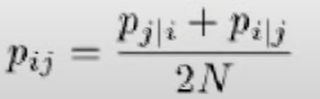 p_{ij} = \frac{p_{j|i} + p_{i|j}}{2N}